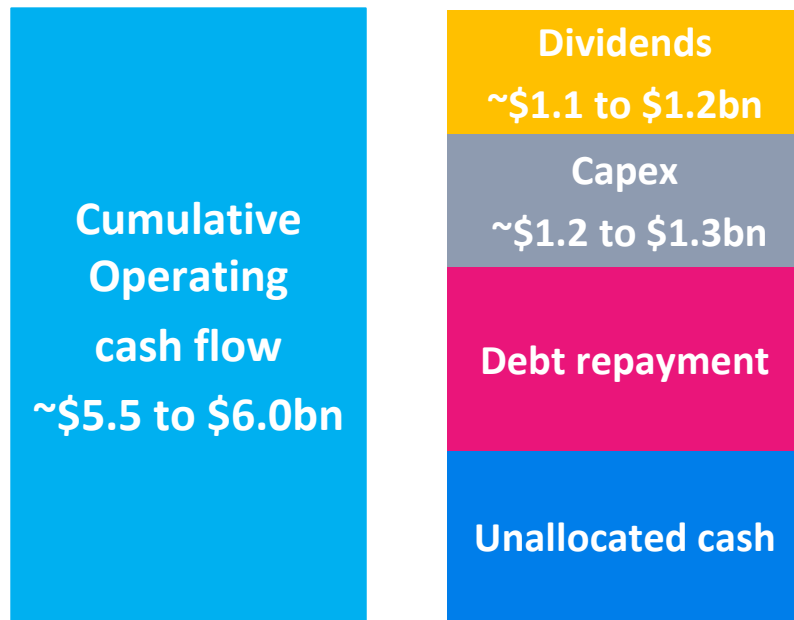 Cumulative
Operating
cash flow
~$5.5 to $6.0bn
Dividends
~$1.1 to $1.2bn
Capex
~$1.2 to $1.3bn
Debt repayment
Unallocated cash